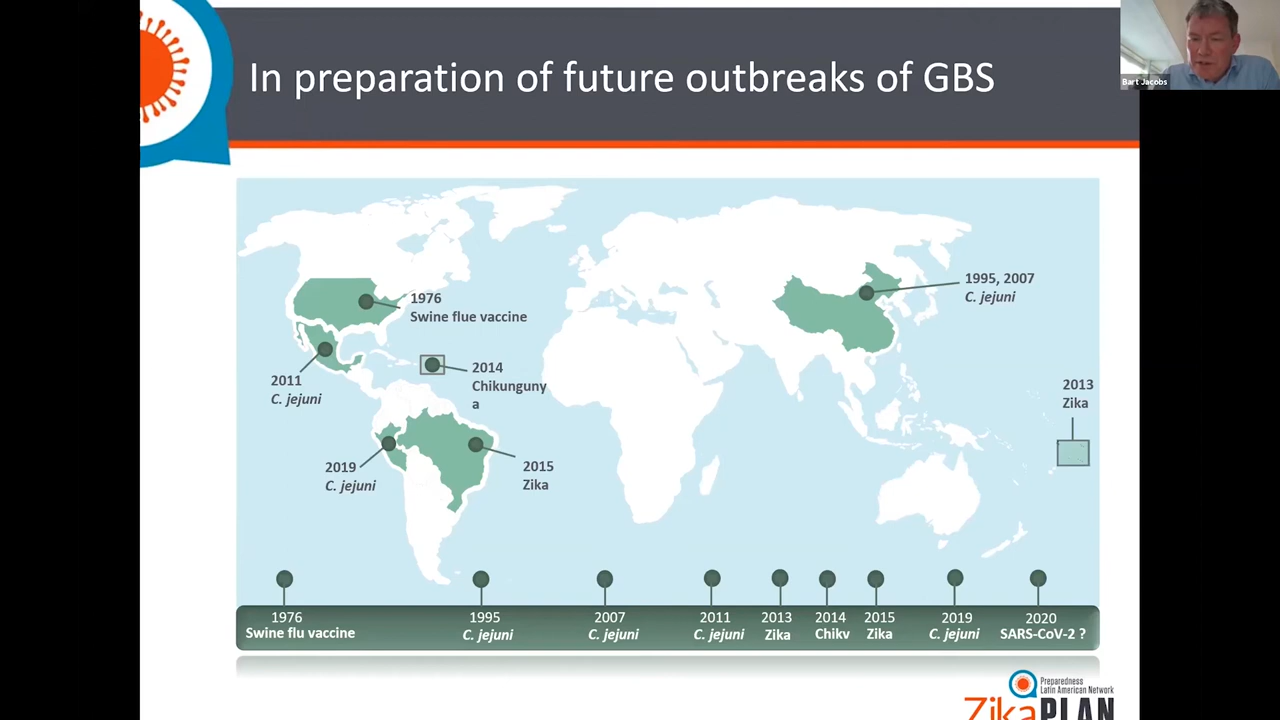 In preparation of future outbreaks of GBS
Bart Jacobs
1976
Swine flue vaccine
1995, 2007
C. jejuni
2011
C. jejuni
2014
Chikunguny
a
2013
Zika
2019
C. jejuni
2015
Zika
1976
Swine flu vaccine
1995
C. jejuni
2007
C. jejuni
2011
C. jejuni
2013
Zika
2014
Chikv
2015
Zika
2019
C. jejuni
2020
SARS-CoV-2 ?
Preparedness
Latin American Network
ZikaPLAN